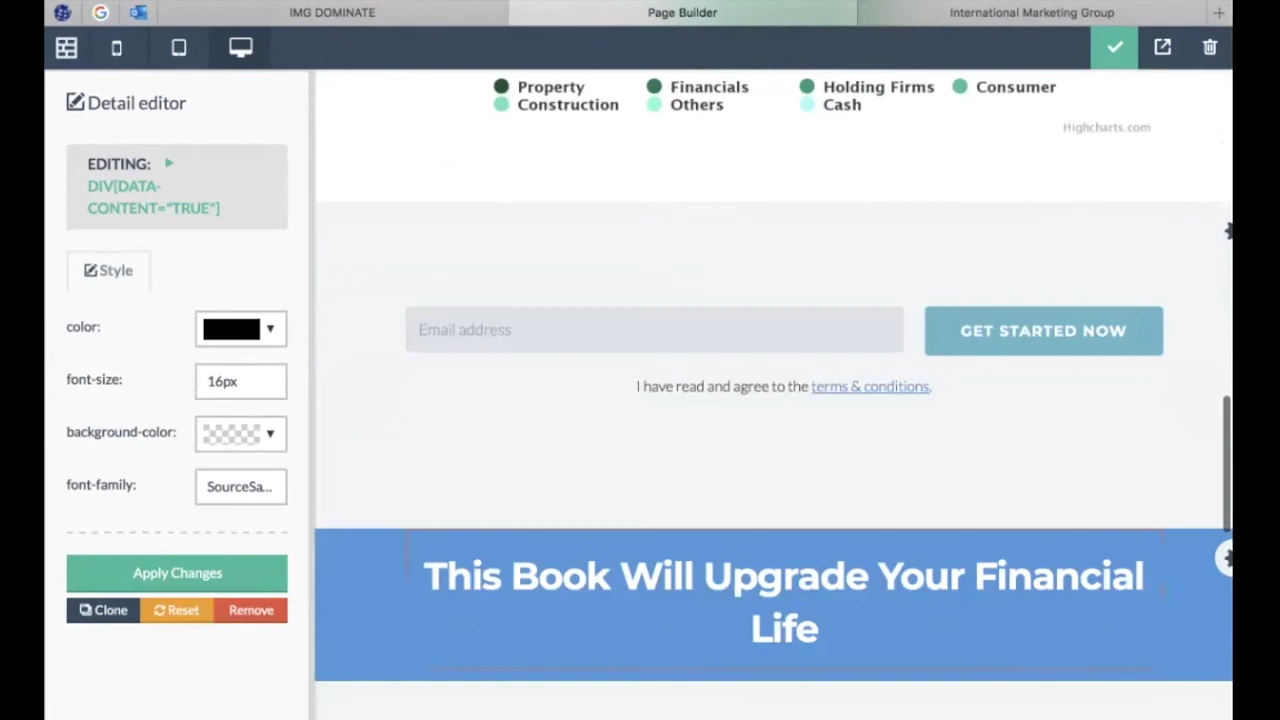 IMG DOMINATE
Page Builder
International Marketing Group
Detail editor
EDITING:
DIV[DATA-
CONTENT="TRUE"]
Style
color:
font-size:
16px
background-color:
font-family:
SourceSa...
Apply Changes
Clone
Reset
Remove
Property
Financials
Holding Firms
Consumer
Construction
Others
Cash
Highcharts.com
Email address
GET STARTED NOW
I have read and agree to the terms & conditions.
This Book Will Upgrade Your Financial
Life